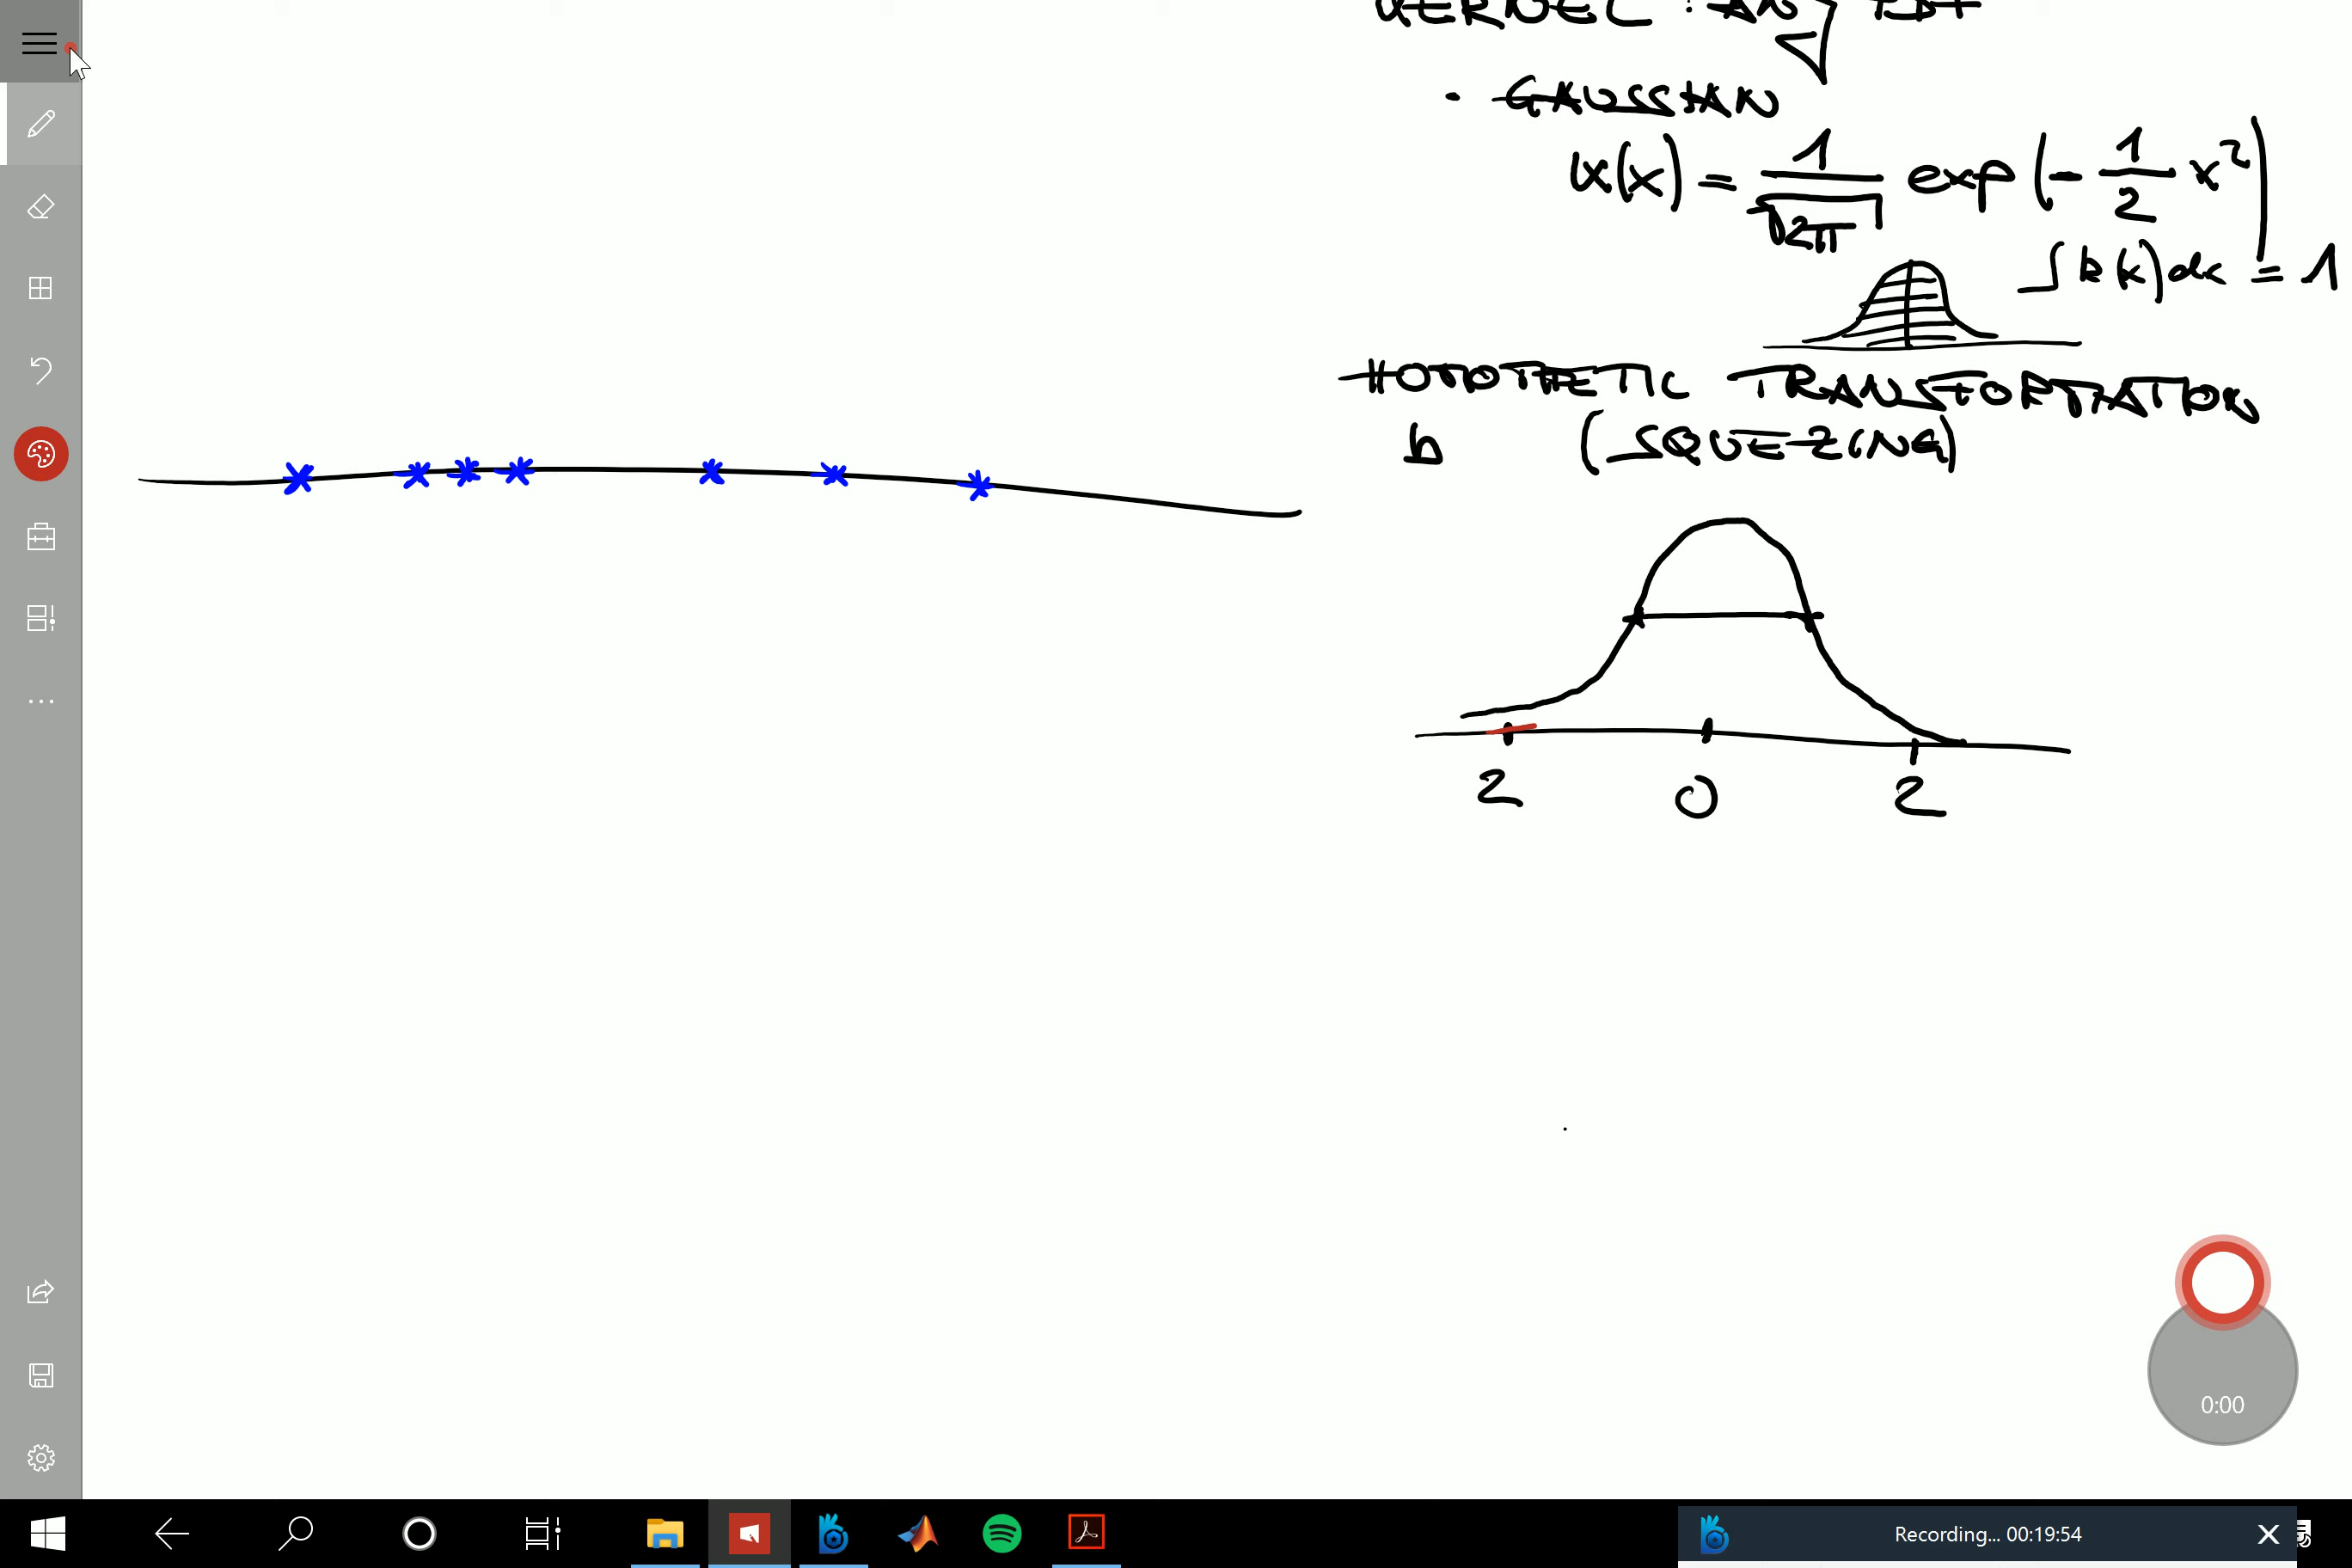 KERNEL : ANY PDF
• GAUSSIAN
K(x) = 1/√2π exp(- 1/2 x²)
∫k(x)dx = 1
HOMOTHETIC TRANSFORMATION
h (SQUEEZING)
2 0 2
0:00
Recording... 00:19:54